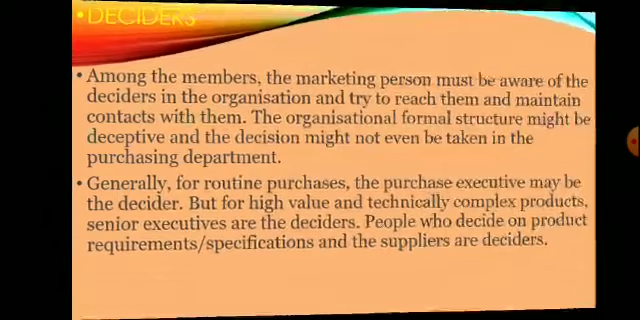 •DECIDERS
• Among the members, the marketing person must be aware of the
deciders in the organisation and try to reach them and maintain
contacts with them. The organisational formal structure might be
deceptive and the decision might not even be taken in the
purchasing department.
• Generally, for routine purchases, the purchase executive may be
the decider. But for high value and technically complex products,
senior executives are the deciders. People who decide on product
requirements/specifications and the suppliers are deciders.